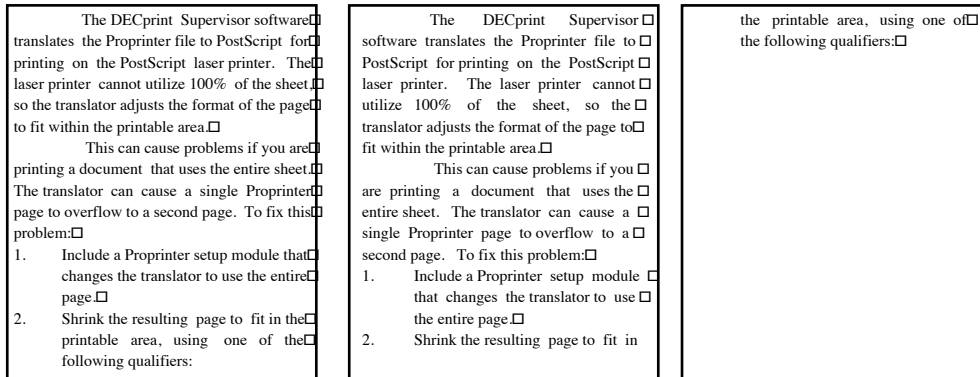 The DECprint Supervisor software□
translates the Proprinter file to PostScript for□
printing on the PostScript laser printer. The□
laser printer cannot utilize 100% of the sheet,□
so the translator adjusts the format of the page□
to fit within the printable area.□
This can cause problems if you are□
printing a document that uses the entire sheet.□
The translator can cause a single Proprinter□
page to overflow to a second page. To fix this□
problem:□
1. Include a Proprinter setup module that□
changes the translator to use the entire□
page.□
2. Shrink the resulting page to fit in the□
printable area, using one of the□
following qualifiers:
The DECprint Supervisor□
software translates the Proprinter file to□
PostScript for printing on the PostScript□
laser printer. The laser printer cannot□
utilize 100% of the sheet, so the□
translator adjusts the format of the page to□
fit within the printable area.□
This can cause problems if you□
are printing a document that uses the□
entire sheet. The translator can cause a□
single Proprinter page to overflow to a□
second page. To fix this problem:□
1. Include a Proprinter setup module□
that changes the translator to use□
the entire page.□
2. Shrink the resulting page to fit in
the printable area, using one of□
the following qualifiers:□